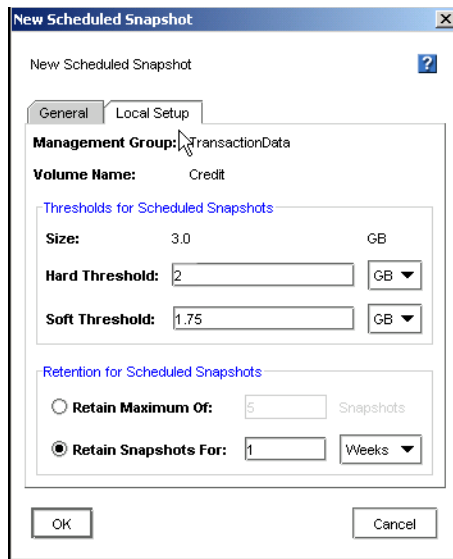 New Scheduled Snapshot
New Scheduled Snapshot ?
General Local Setup
Management Group: TransactionData
Volume Name: Credit
Thresholds for Scheduled Snapshots
Size: 3.0 GB
Hard Threshold: 2 GB
Soft Threshold: 1.75 GB
Retention for Scheduled Snapshots
Retain Maximum Of: 5 Snapshots
Retain Snapshots For: 1 Weeks
OK Cancel